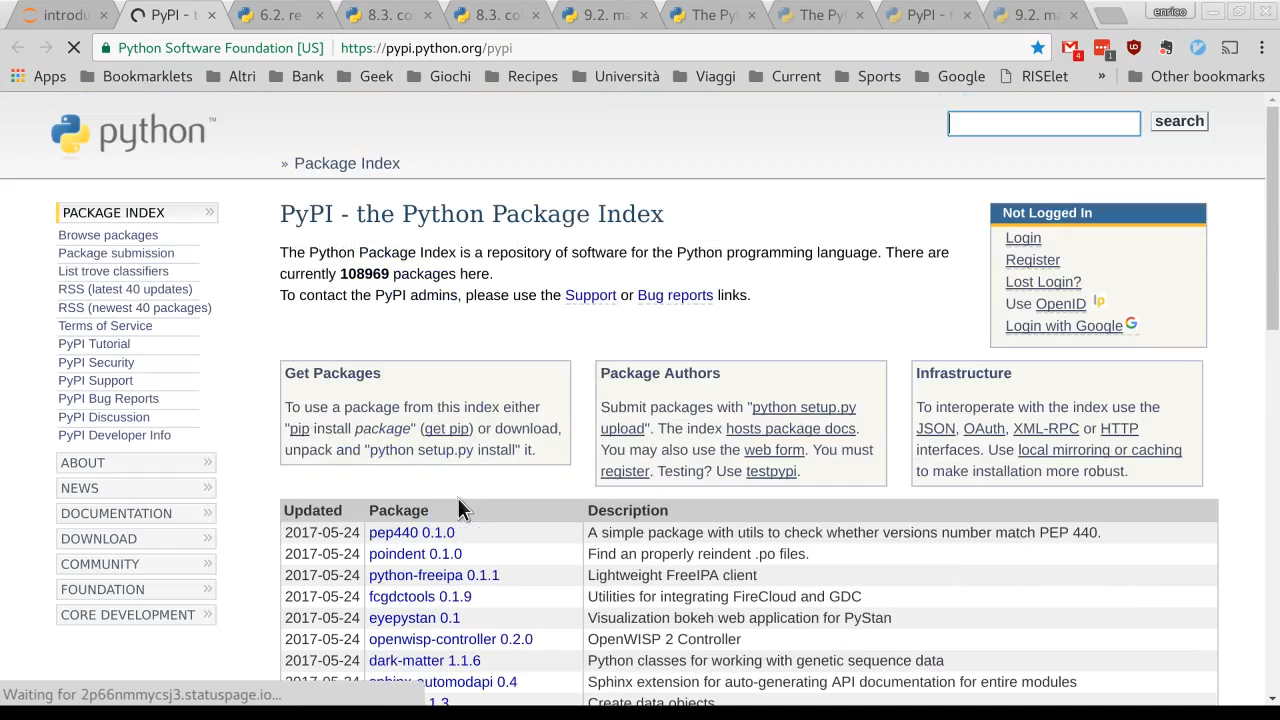 introdu
PyPI - t
6.2. re
8.3. co
8.3. co
9.2. ma
The Py
The Py
PyPI - t
9.2. ma
enrico
Python Software Foundation [US]
https://pypi.python.org/pypi
4
1
Apps
Bookmarklets
Altri
Bank
Geek
Giochi
Recipes
Università
Viaggi
Current
Sports
Google
RISElet
»
Other bookmarks
python™
search
» Package Index
PACKAGE INDEX »
Browse packages
Package submission
List trove classifiers
RSS (latest 40 updates)
RSS (newest 40 packages)
Terms of Service
PyPI Tutorial
PyPI Security
PyPI Support
PyPI Bug Reports
PyPI Discussion
PyPI Developer Info
ABOUT »
NEWS »
DOCUMENTATION »
DOWNLOAD »
COMMUNITY »
FOUNDATION »
CORE DEVELOPMENT »
PyPI - the Python Package Index
The Python Package Index is a repository of software for the Python programming language. There are
currently 108969 packages here.
To contact the PyPI admins, please use the Support or Bug reports links.
Not Logged In
Login
Register
Lost Login?
Use OpenID lp
Login with Google G
Get Packages
To use a package from this index either
"pip install package" (get pip) or download,
unpack and "python setup.py install" it.
Package Authors
Submit packages with "python setup.py
upload". The index hosts package docs.
You may also use the web form. You must
register. Testing? Use testpypi.
Infrastructure
To interoperate with the index use the
JSON, OAuth, XML-RPC or HTTP
interfaces. Use local mirroring or caching
to make installation more robust.
Updated Package Description
2017-05-24 pep440 0.1.0 A simple package with utils to check whether versions number match PEP 440.
2017-05-24 poindent 0.1.0 Find an properly reindent .po files.
2017-05-24 python-freeipa 0.1.1 Lightweight FreeIPA client
2017-05-24 fcgdctools 0.1.9 Utilities for integrating FireCloud and GDC
2017-05-24 eyepystan 0.1 Visualization bokeh web application for PyStan
2017-05-24 openwisp-controller 0.2.0 OpenWISP 2 Controller
2017-05-24 dark-matter 1.1.6 Python classes for working with genetic sequence data
2017-05-24 sphinx-automodapi 0.4 Sphinx extension for auto-generating API documentation for entire modules
1.3 Create data objects
Waiting for 2p66nmmycsj3.statuspage.io...